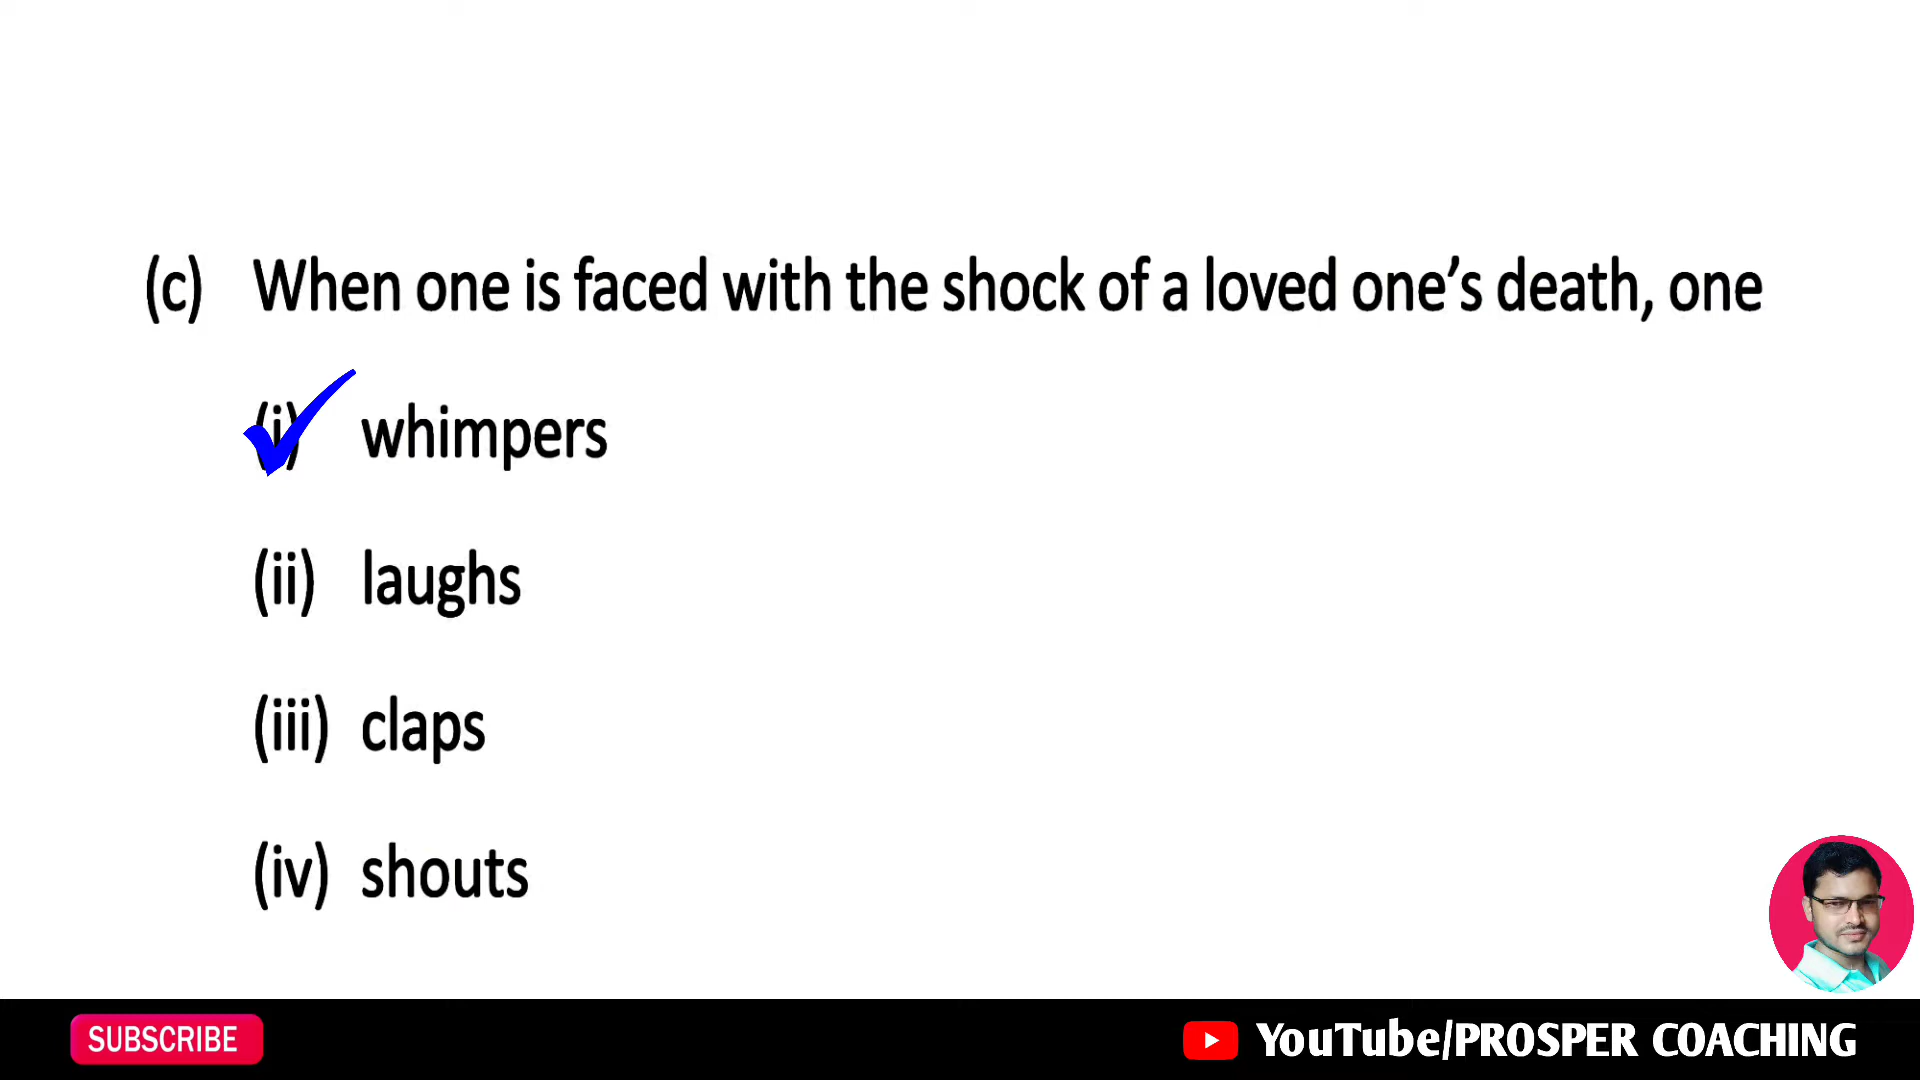 (c) When one is faced with the shock of a loved one’s death, one
(i) whimpers
(ii) laughs
(iii) claps
(iv) shouts
SUBSCRIBE
YouTube/PROSPER COACHING